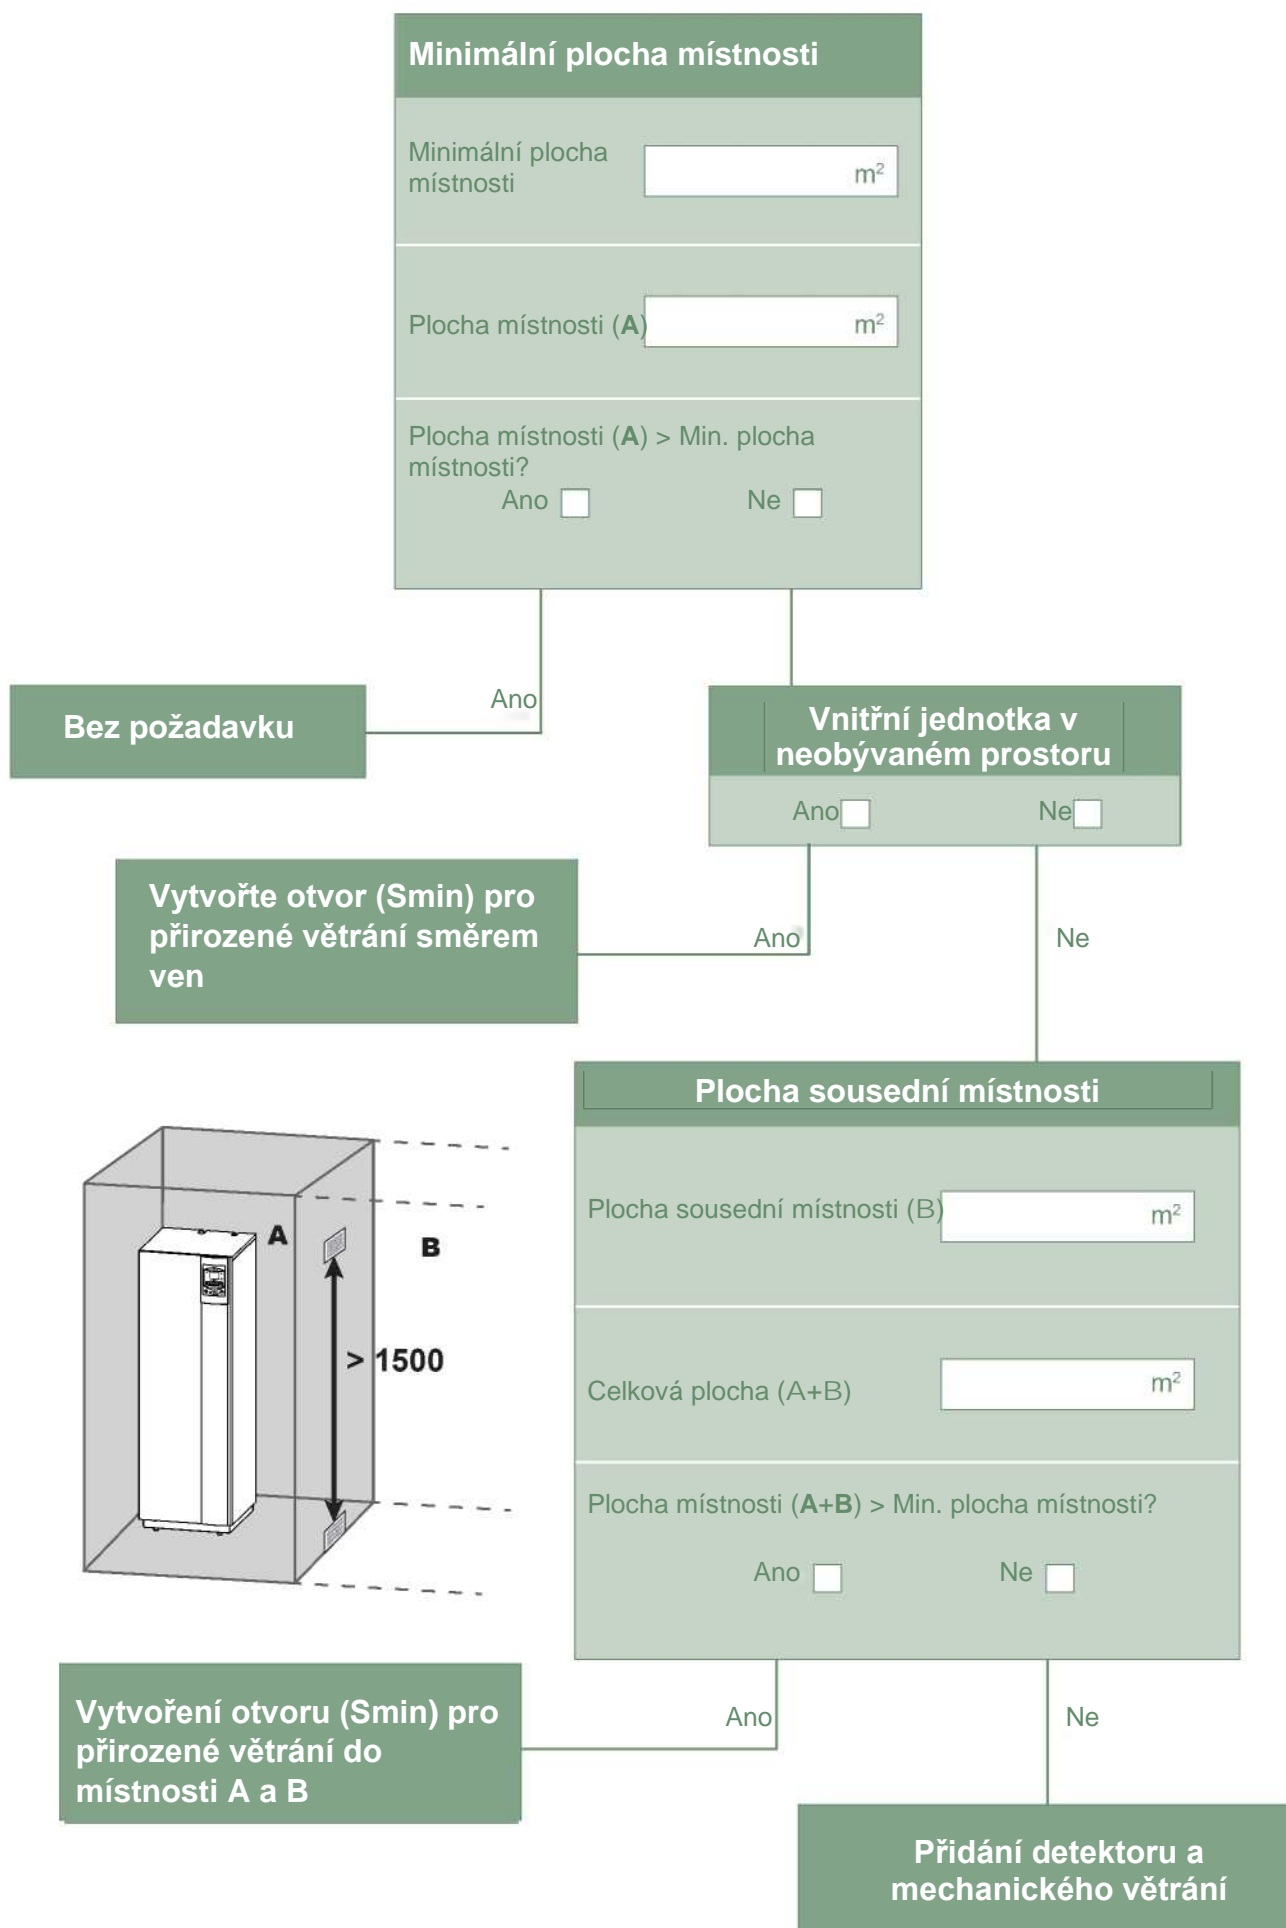 Minimální plocha místnosti
Minimální plocha
místnosti
m²
Plocha místnosti (A)
m²
Plocha místnosti (A) > Min. plocha
místnosti?
Ano
Ne
Ano
Bez požadavku
Vnitřní jednotka v
neobývaném prostoru
Ano
Ne
Vytvořte otvor (Smin) pro
přirozené větrání směrem
ven
Ano
Ne
Plocha sousední místnosti
Plocha sousední místnosti (B)
m²
A
B
> 1500
Celková plocha (A+B)
m²
Plocha místnosti (A+B) > Min. plocha místnosti?
Ano
Ne
Vytvoření otvoru (Smin) pro
přirozené větrání do
místnosti A a B
Ano
Ne
Přidání detektoru a
mechanického větrání